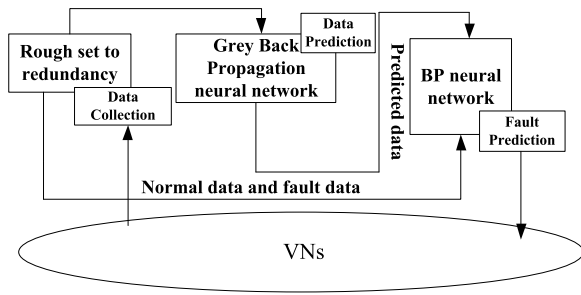 Rough set to
redundancy
Data
Collection
Grey Back
Propagation
neural network
Data
Prediction
Predicted data
BP neural
network
Fault
Prediction
Normal data and fault data
VNs